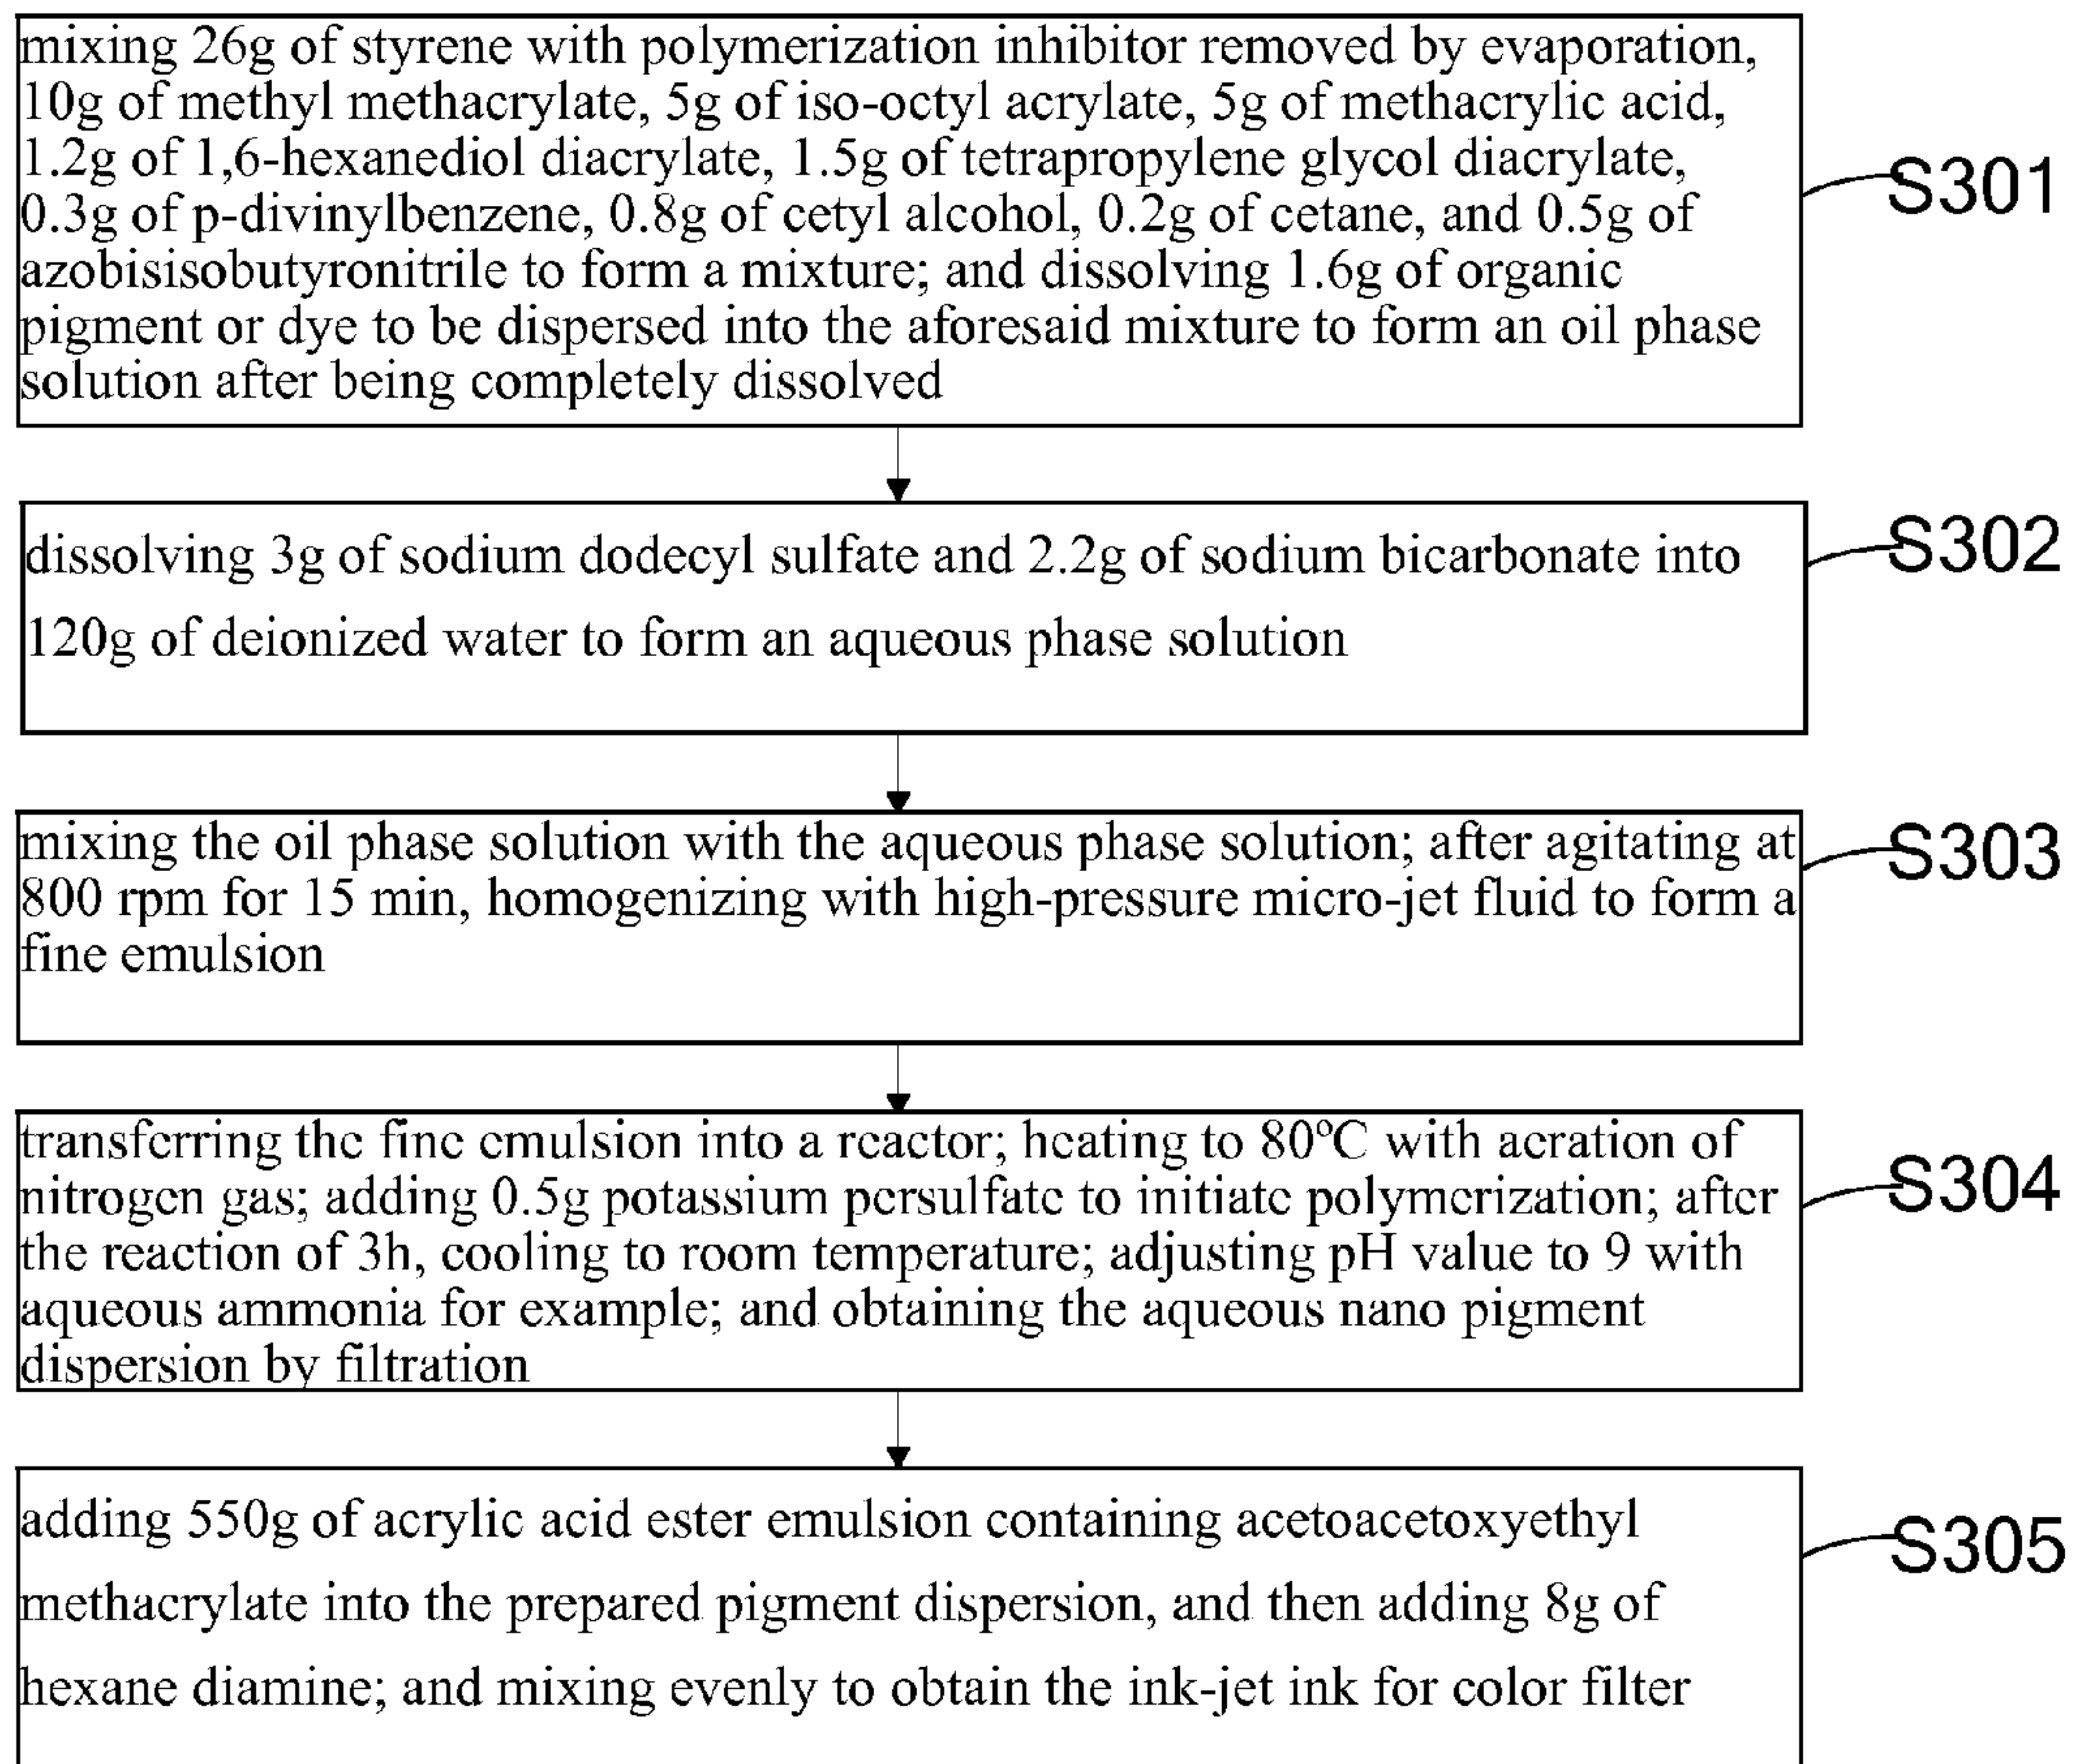 mixing 26g of styrene with polymerization inhibitor removed by evaporation,
10g of methyl methacrylate, 5g of iso-octyl acrylate, 5g of methacrylic acid,
1.2g of 1,6-hexanediol diacrylate, 1.5g of tetrapropylene glycol diacrylate,
0.3g of p-divinylbenzene, 0.8g of cetyl alcohol, 0.2g of cetane, and 0.5g of
azobisisobutyronitrile to form a mixture; and dissolving 1.6g of organic
pigment or dye to be dispersed into the aforesaid mixture to form an oil phase
solution after being completely dissolved
S301
dissolving 3g of sodium dodecyl sulfate and 2.2g of sodium bicarbonate into
120g of deionized water to form an aqueous phase solution
S302
mixing the oil phase solution with the aqueous phase solution; after agitating at
800 rpm for 15 min, homogenizing with high-pressure micro-jet fluid to form a
fine emulsion
S303
transferring the fine emulsion into a reactor; heating to 80ºC with aeration of
nitrogen gas; adding 0.5g potassium persulfate to initiate polymerization; after
the reaction of 3h, cooling to room temperature; adjusting pH value to 9 with
aqueous ammonia for example; and obtaining the aqueous nano pigment
dispersion by filtration
S304
adding 550g of acrylic acid ester emulsion containing acetoacetoxyethyl
methacrylate into the prepared pigment dispersion, and then adding 8g of
hexane diamine; and mixing evenly to obtain the ink-jet ink for color filter
S305